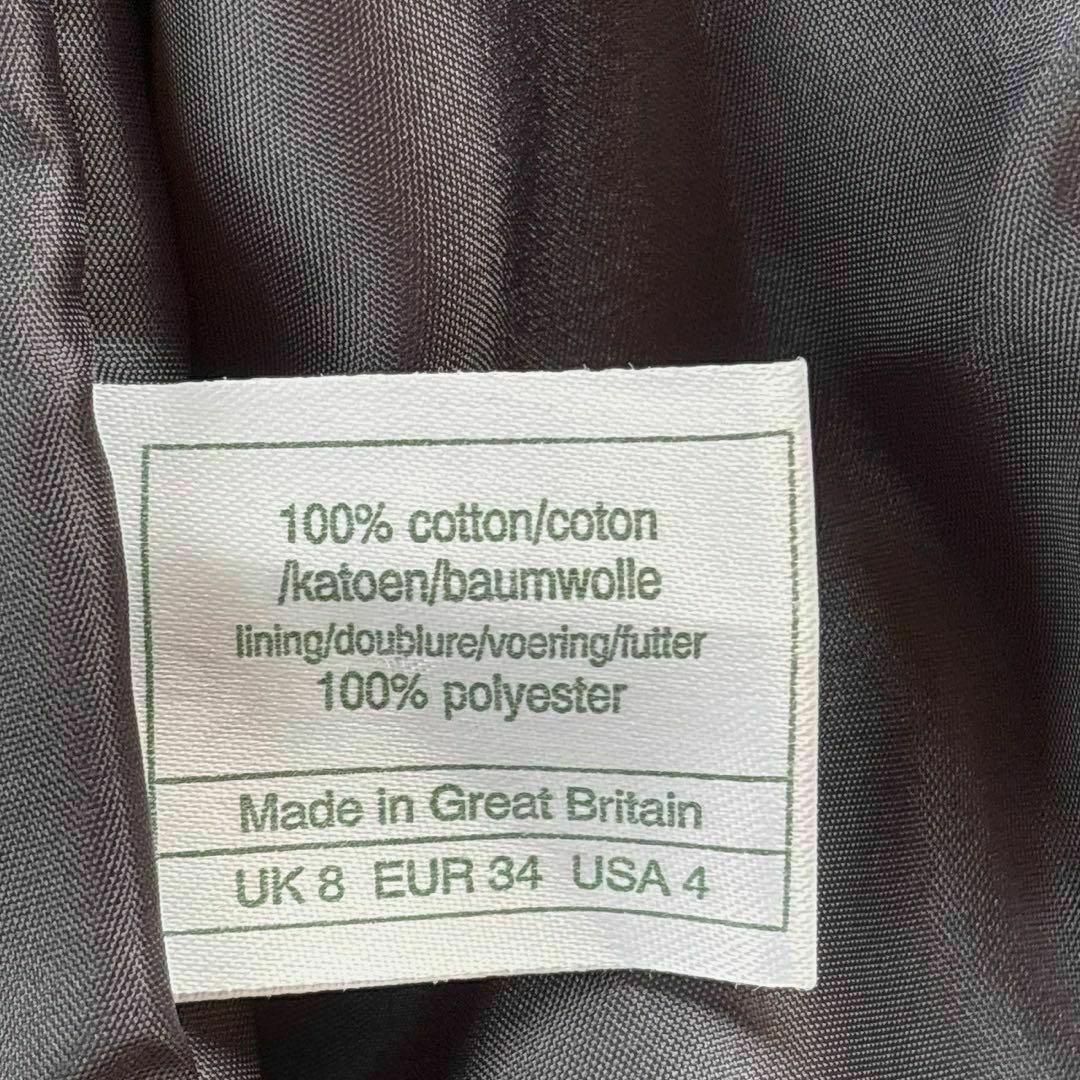 100% cotton/coton
/katoen/baumwolle
lining/doublure/voering/futter
100% polyester
Made in Great Britain
UK 8 EUR 34 USA 4